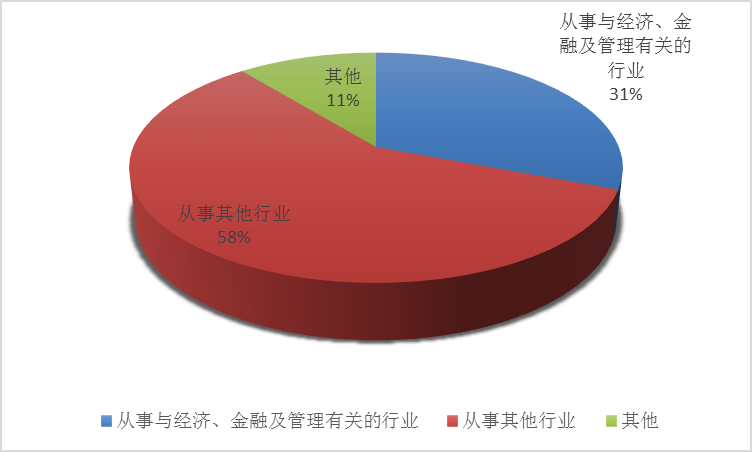 从事与经济、金
融及管理有关的
行业
31%
其他
11%
从事其他行业
58%
从事与经济、金融及管理有关的行业
从事其他行业
其他